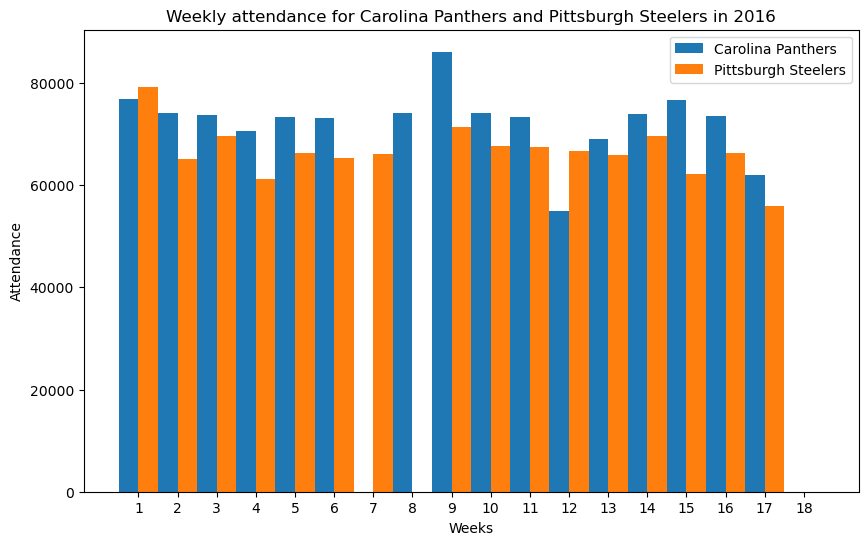 Weekly attendance for Carolina Panthers and Pittsburgh Steelers in 2016
Carolina Panthers
Pittsburgh Steelers
80000
60000
40000
20000
0
Attendance
1 2 3 4 5 6 7 8 9 10 11 12 13 14 15 16 17 18
Weeks